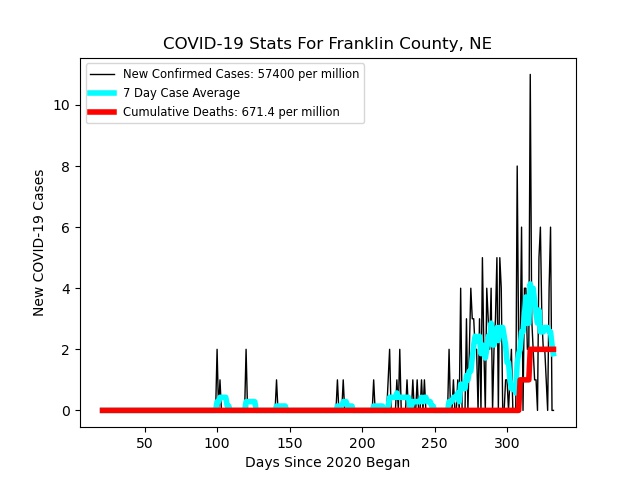 COVID-19 Stats For Franklin County, NE
New Confirmed Cases: 57400 per million
7 Day Case Average
Cumulative Deaths: 671.4 per million
New COVID-19 Cases
10
8
6
4
2
0
50 100 150 200 250 300
Days Since 2020 Began